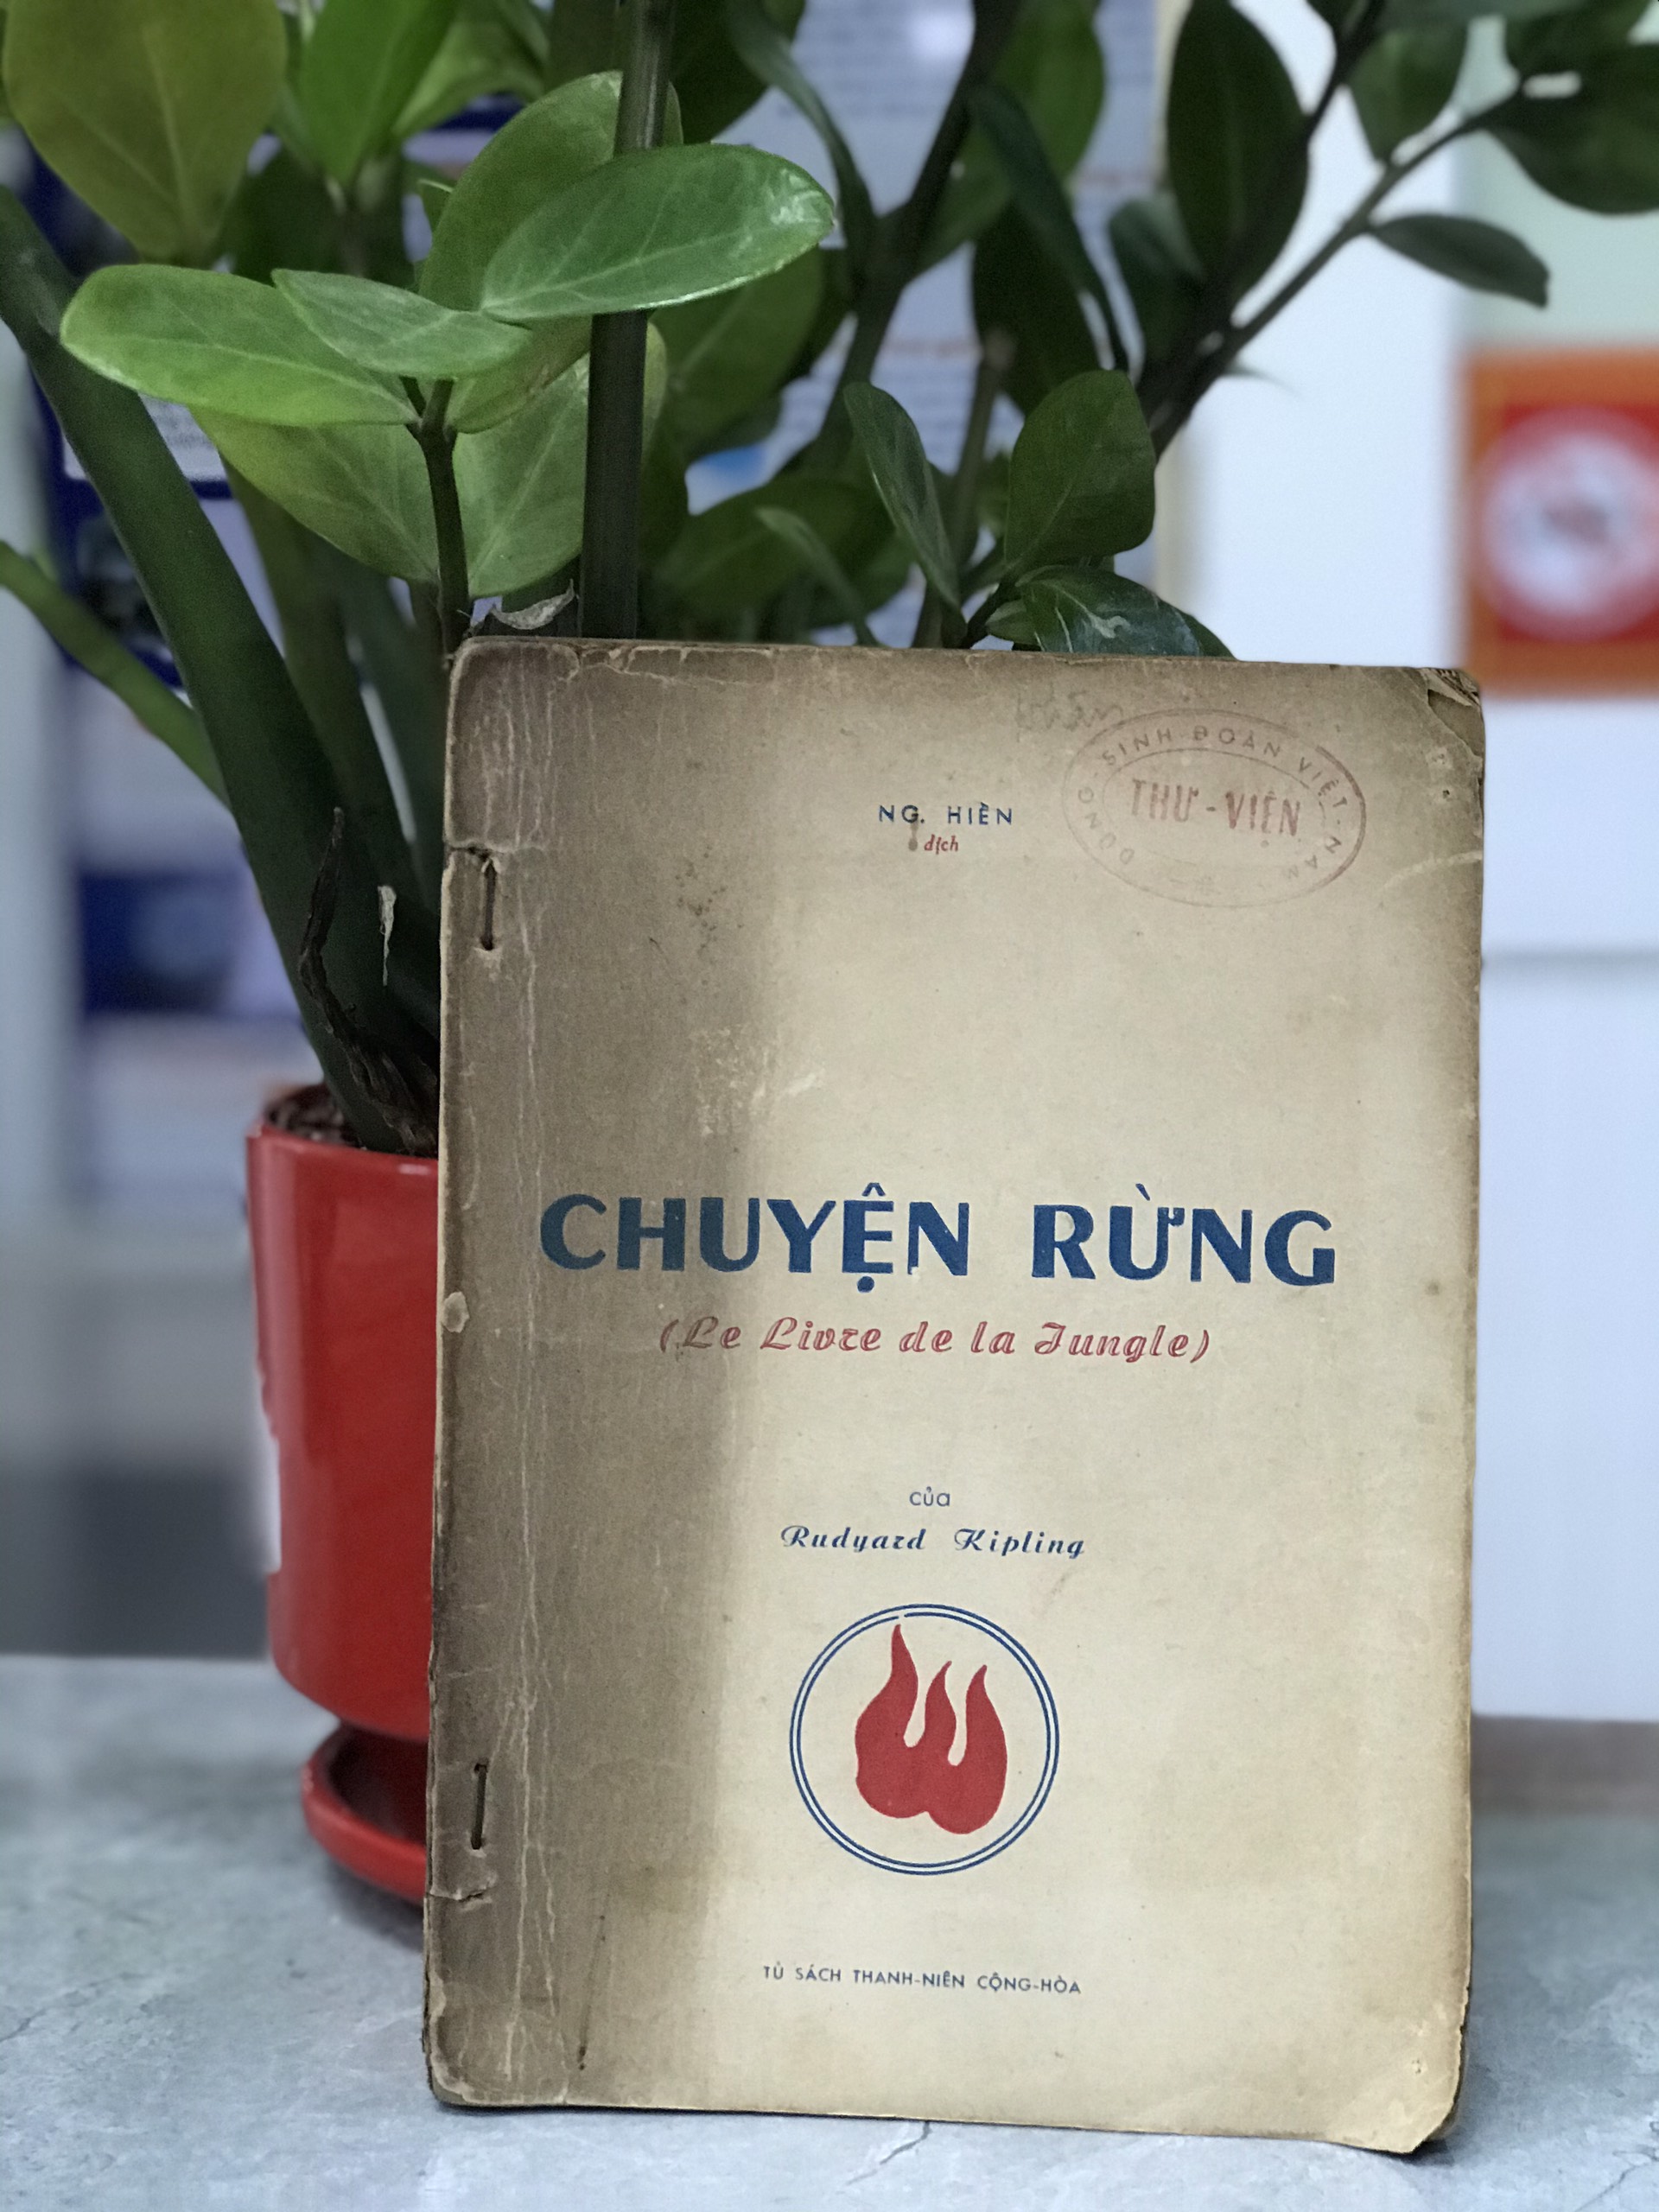 NG. HIỀN
dịch
DŨNG-SINH ĐOÀN VIỆT-NAM
THƯ-VIỆN
CHUYỆN RỪNG
(Le Livre de la Jungle)
của
Rudyard Kipling
TỦ SÁCH THANH-NIÊN CỘNG-HÒA